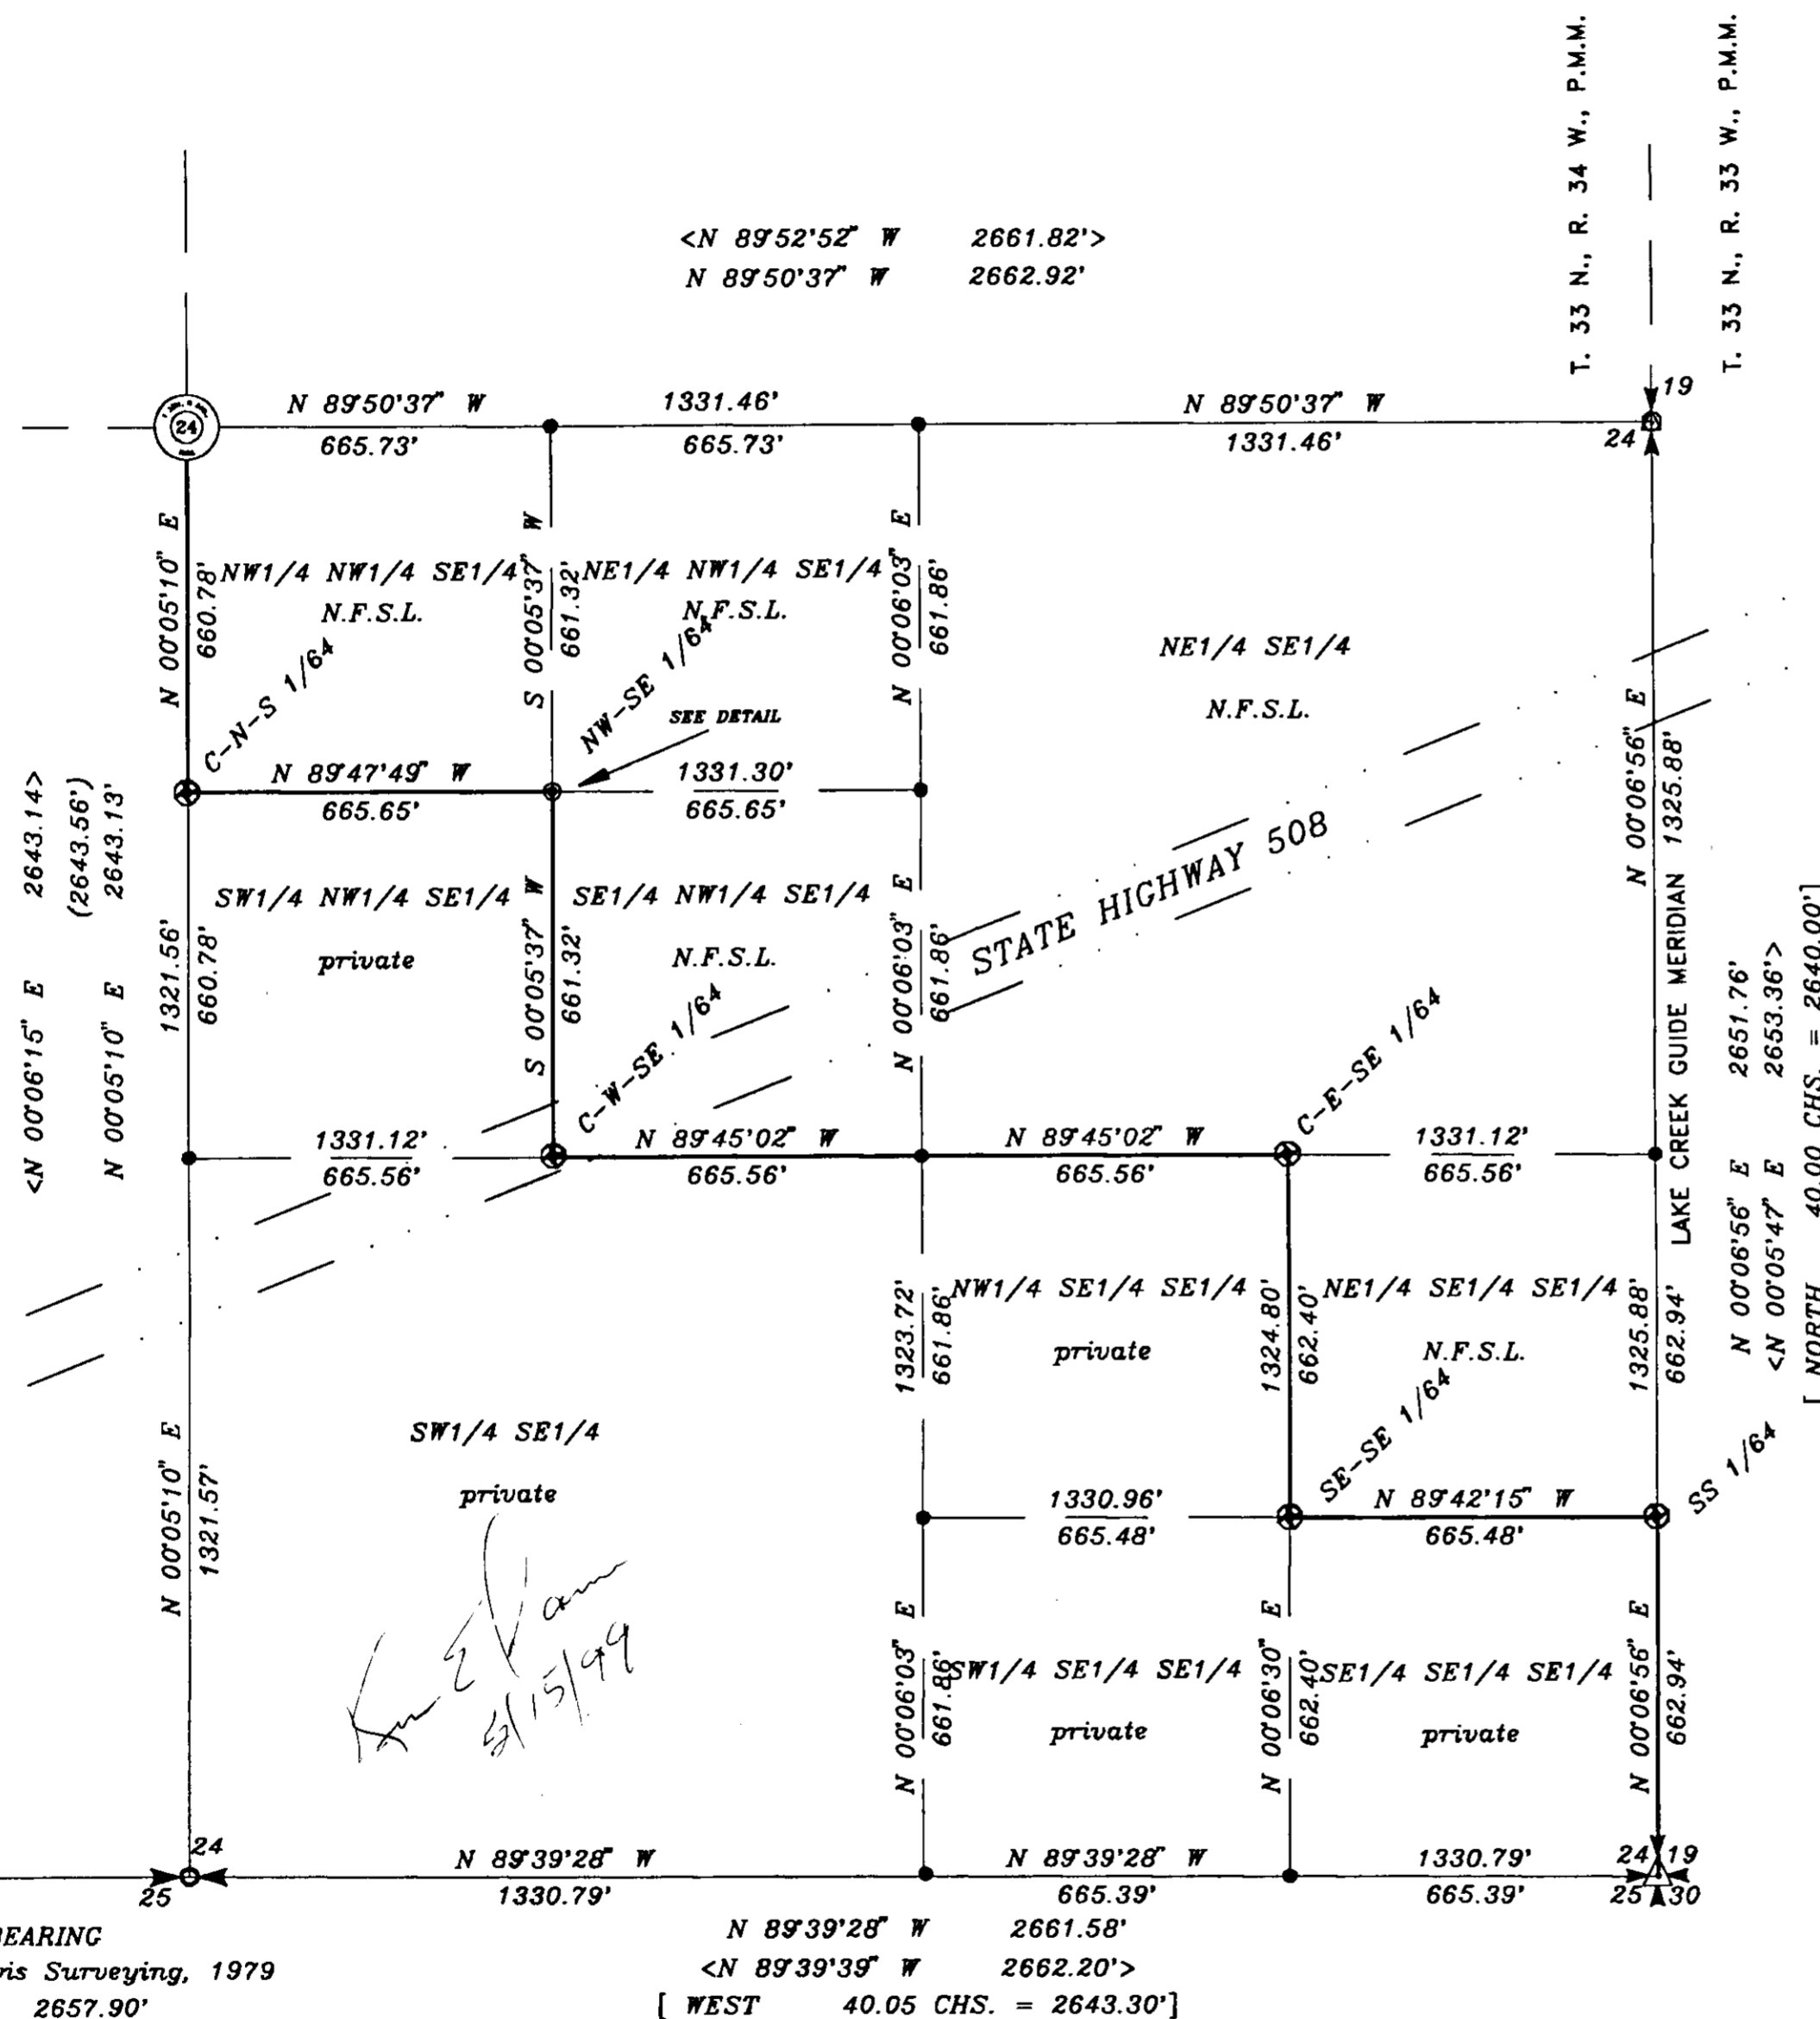 T. 33 N., R. 34 W., P.M.M.
T. 33 N., R. 33 W., P.M.M.
<N 89°52'52" W 2661.82'>
N 89°50'37" W 2662.92'
19
24
24
N 89°50'37" W
665.73'
1331.46'
665.73'
N 89°50'37" W
1331.46'
N 00°05'10" E
660.78'
NW1/4 NW1/4 SE1/4
N.F.S.L.
S 00°05'37" W
661.32'
NE1/4 NW1/4 SE1/4
N.F.S.L.
N 00°06'03" E
661.86'
NE1/4 SE1/4
N.F.S.L.
N 00°06'56" E
1325.88'
C-N-S 1/64
NW-SE 1/64
SEE DETAIL
N 89°47'49" W
665.65'
1331.30'
665.65'
<N 00°06'15" E 2643.14>
(2643.56')
N 00°05'10" E 2643.13'
1321.56'
660.78'
SW1/4 NW1/4 SE1/4
private
S 00°05'37" W
661.32'
SE1/4 NW1/4 SE1/4
N.F.S.L.
N 00°06'03" E
661.86'
STATE HIGHWAY 508
LAKE CREEK GUIDE MERIDIAN
N 00°06'56" E 2651.76'
<N 00°05'47" E 2653.36'>
[ NORTH 40.00 CHS. = 2640.00']
C-W-SE 1/64
C-E-SE 1/64
1331.12'
665.56'
N 89°45'02" W
665.56'
N 89°45'02" W
665.56'
1331.12'
665.56'
1323.72'
661.86'
NW1/4 SE1/4 SE1/4
private
1324.80'
662.40'
NE1/4 SE1/4 SE1/4
N.F.S.L.
1325.88'
662.94'
SE-SE 1/64
SS 1/64
N 00°05'10" E
1321.57'
SW1/4 SE1/4
private
1330.96'
665.48'
N 89°42'15" W
665.48'
N 00°06'03" E
661.86'
SW1/4 SE1/4 SE1/4
private
N 00°06'30" E
662.40'
SE1/4 SE1/4 SE1/4
private
N 00°06'56" E
662.94'
15/99
24
25
N 89°39'28" W
1330.79'
N 89°39'28" W
665.39'
1330.79'
665.39'
24 19
25 30
N 89°39'28" W 2661.58'
<N 89°39'39" W 2662.20'>
[ WEST 40.05 CHS. = 2643.30']
EARING
ris Surveying, 1979
2657.90'